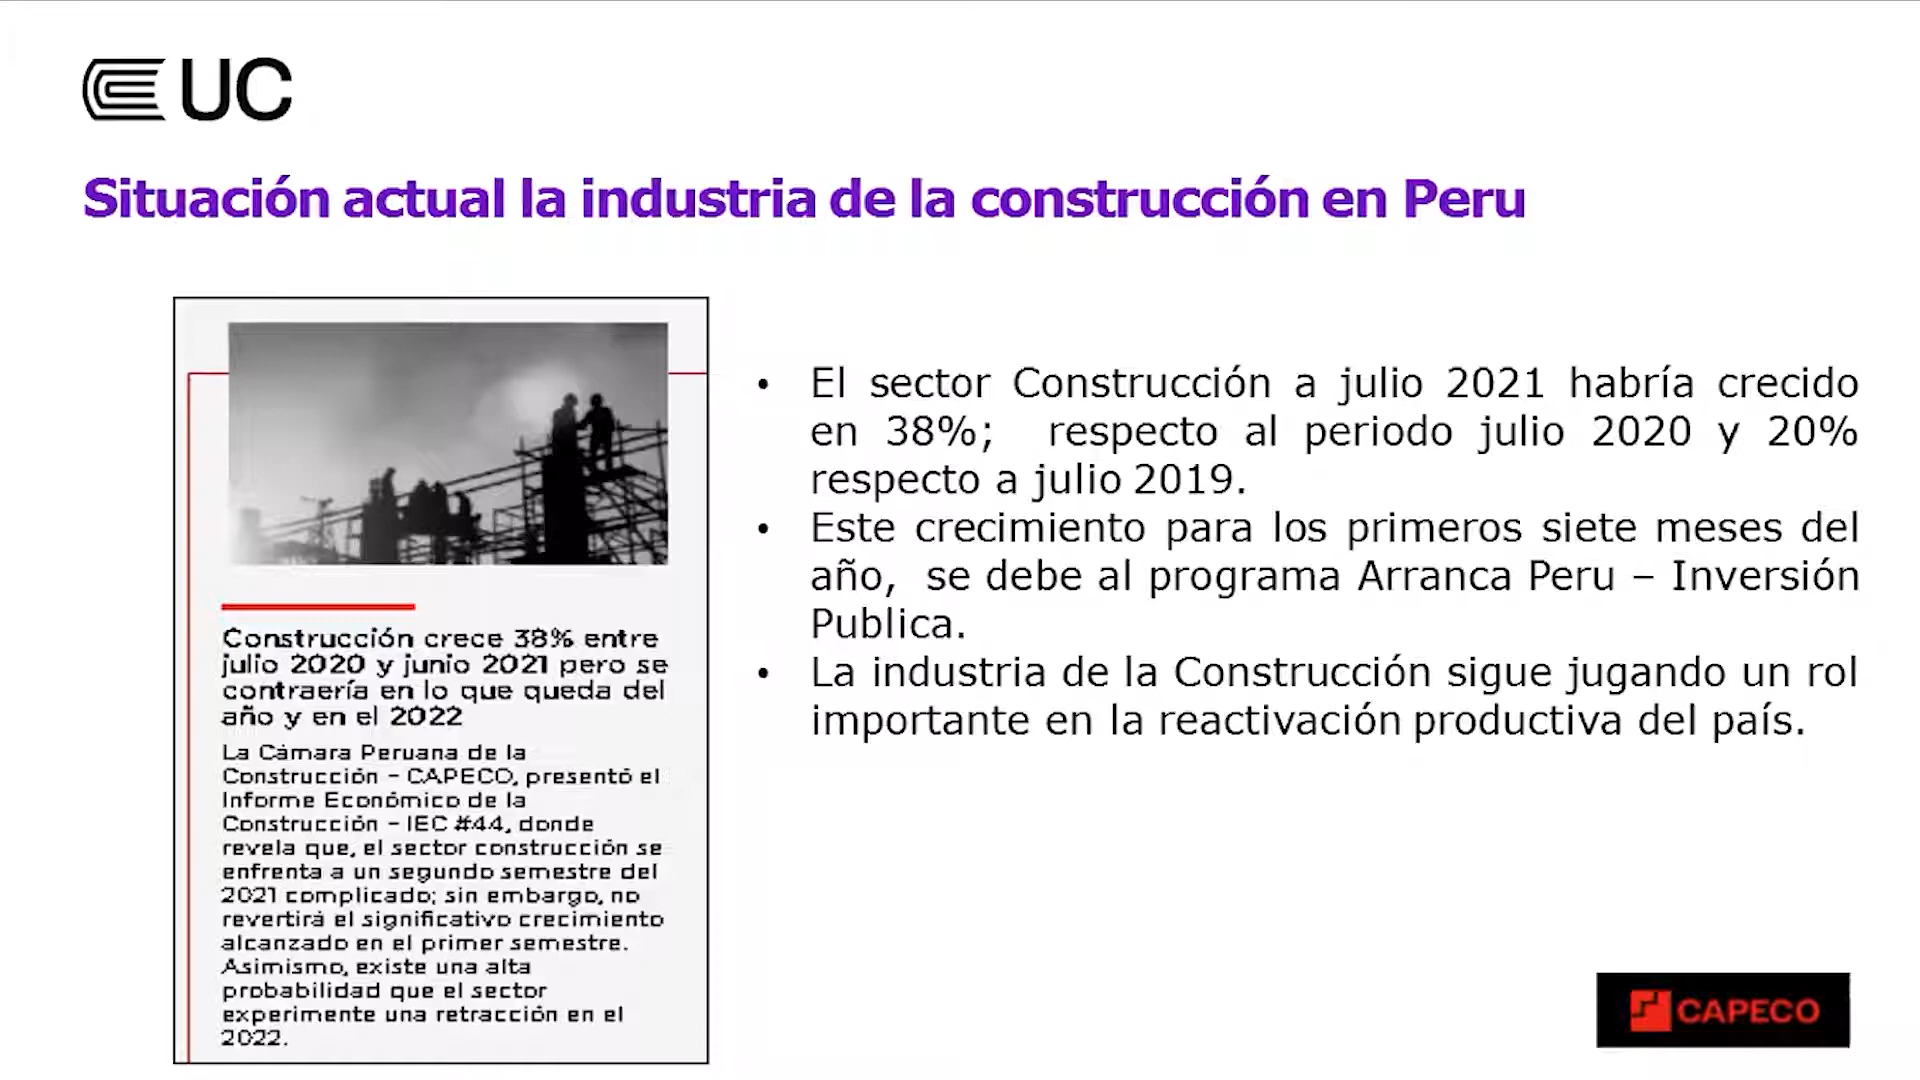 UC
Situación actual la industria de la construcción en Peru
Construcción crece 38% entre
julio 2020 y junio 2021 pero se
contraería en lo que queda del
año y en el 2022
La Cámara Peruana de la
Construcción – CAPECO, presentó el
Informe Económico de la
Construcción – IEC #44, donde
revela que, el sector construcción se
enfrenta a un segundo semestre del
2021 complicado; sin embargo, no
revertirá el significativo crecimiento
alcanzado en el primer semestre.
Asimismo, existe una alta
probabilidad que el sector
experimente una retracción en el
2022.
• El sector Construcción a julio 2021 habría crecido
en 38%; respecto al periodo julio 2020 y 20%
respecto a julio 2019.
• Este crecimiento para los primeros siete meses del
año, se debe al programa Arranca Peru – Inversión
Publica.
• La industria de la Construcción sigue jugando un rol
importante en la reactivación productiva del país.
CAPECO